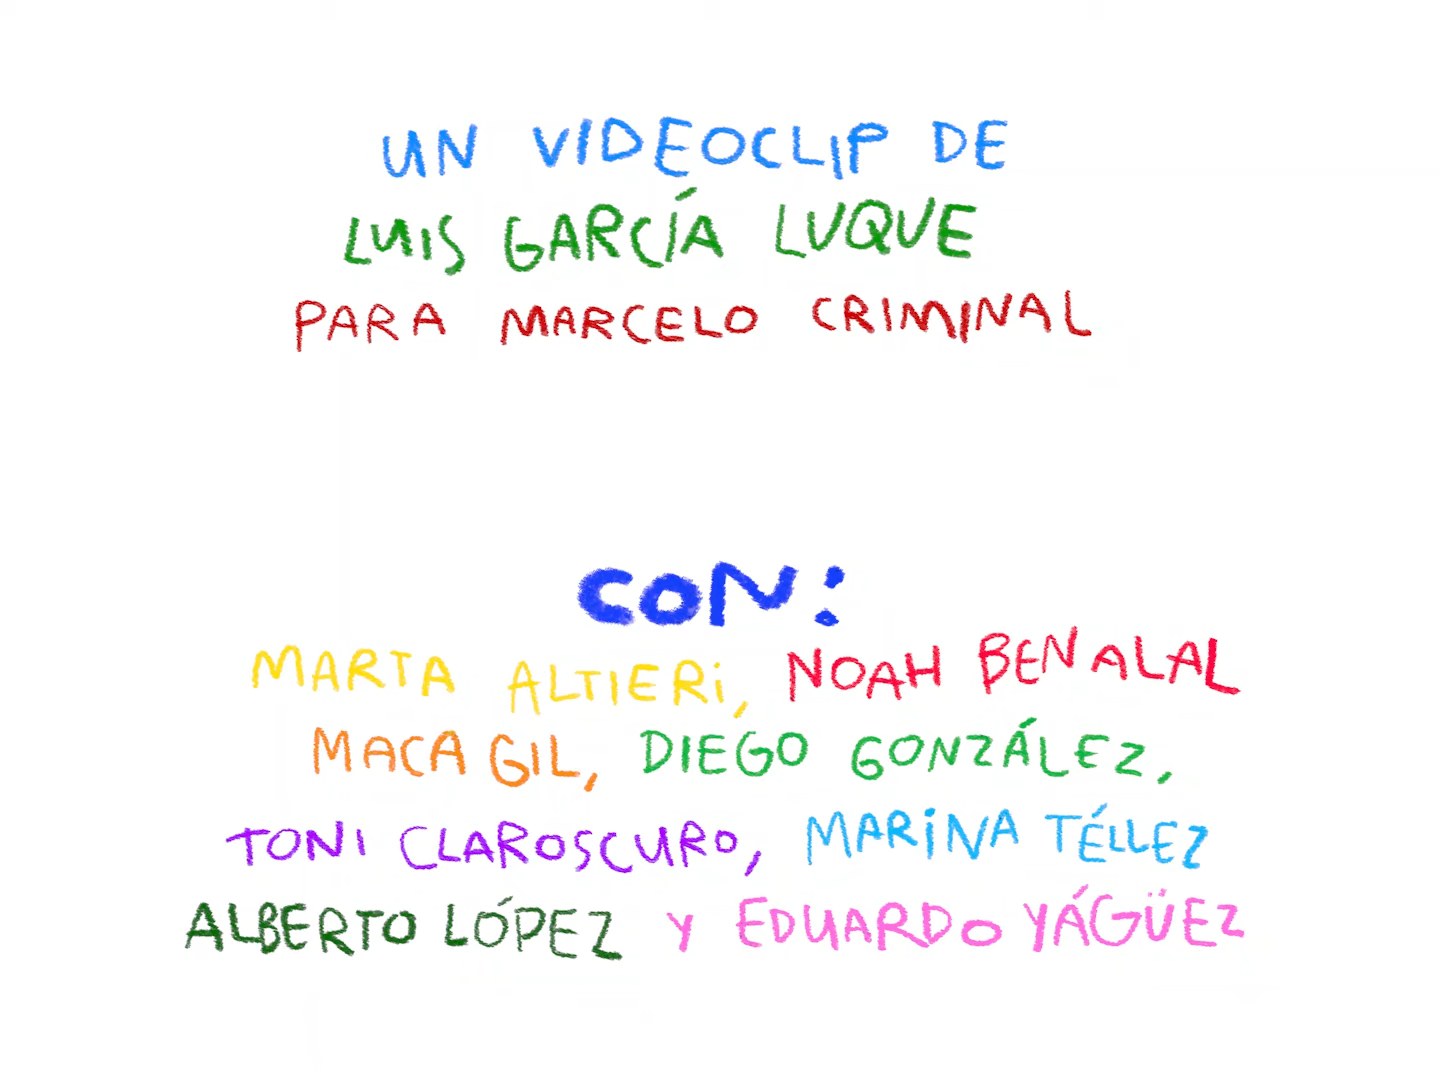 UN VIDEOCLIP DE
LUIS GARCÍA LUQUE
PARA MARCELO CRIMINAL
CON:
MARTA ALTIERI, NOAH BENALAL
MACA GIL, DIEGO GONZÁLEZ,
TONI CLAROSCURO, MARINA TÉLLEZ
ALBERTO LÓPEZ Y EDUARDO YÁGÜEZ